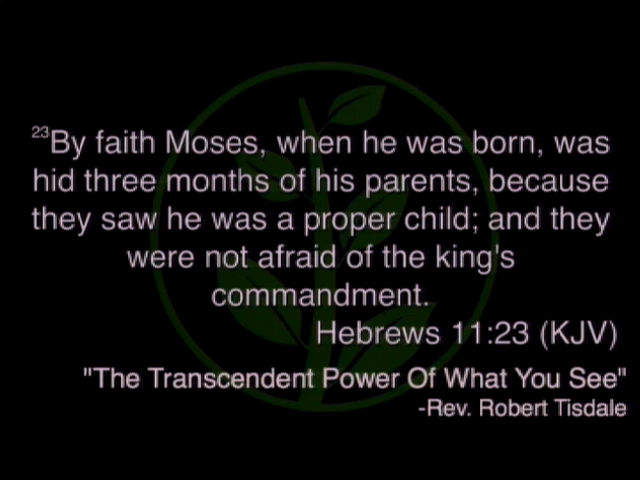 23By faith Moses, when he was born, was
hid three months of his parents, because
they saw he was a proper child; and they
were not afraid of the king's
commandment.
Hebrews 11:23 (KJV)
"The Transcendent Power Of What You See"
-Rev. Robert Tisdale